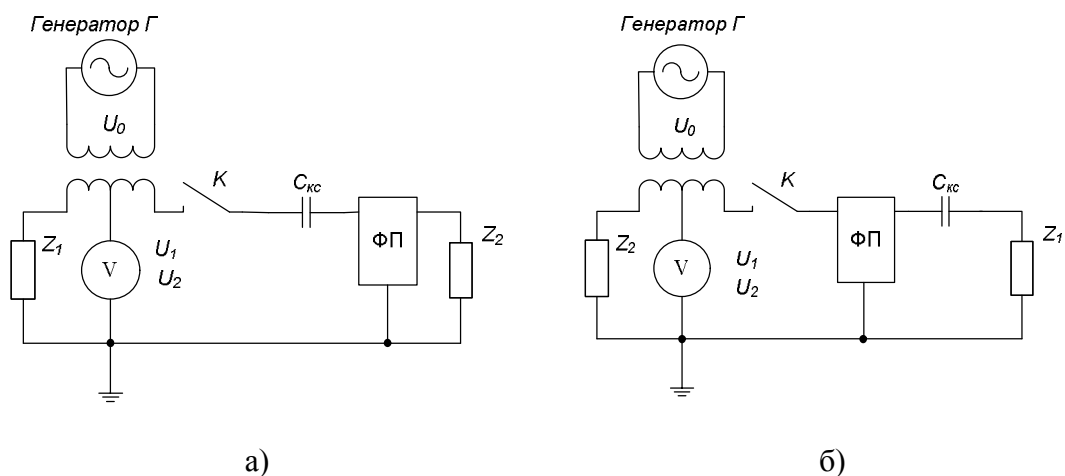 Генератор Г
U₀
K
Cкс
Z₁
V
U₁
U₂
ФП
Z₂
а)
Генератор Г
U₀
K
Cкс
Z₂
V
U₁
U₂
ФП
Z₁
б)